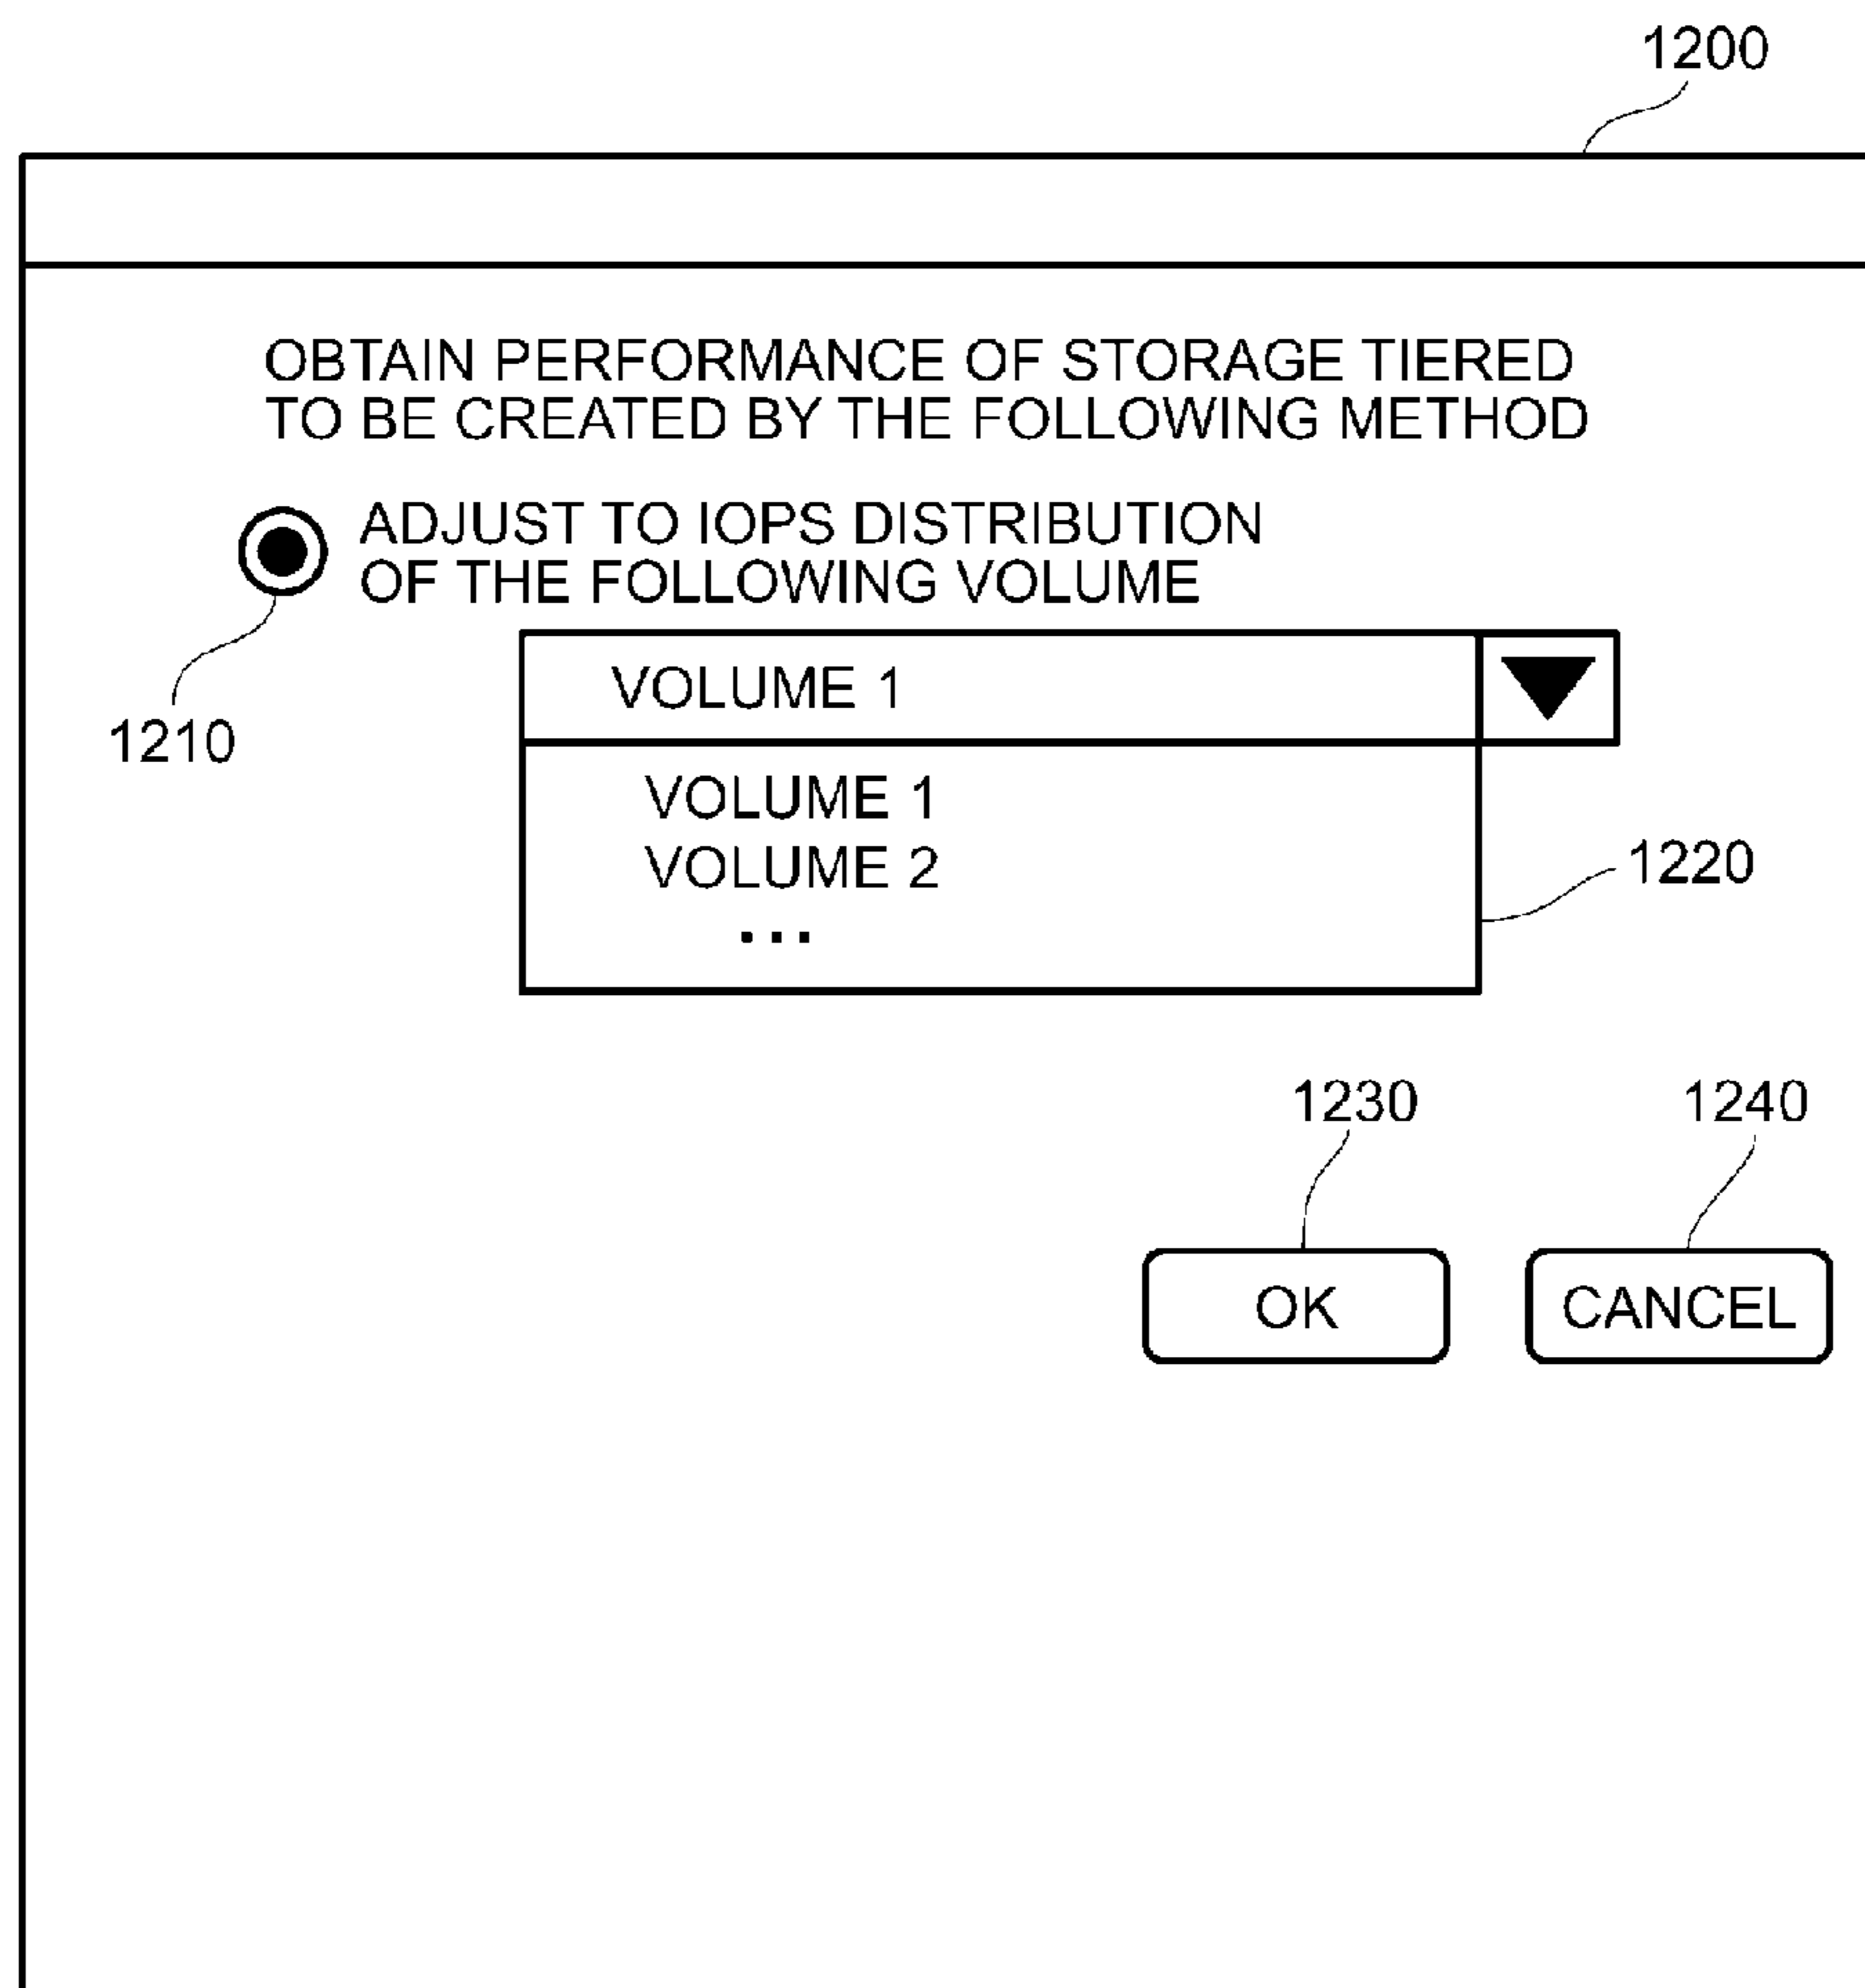 1200
OBTAIN PERFORMANCE OF STORAGE TIERED
TO BE CREATED BY THE FOLLOWING METHOD
ADJUST TO IOPS DISTRIBUTION
OF THE FOLLOWING VOLUME
1210
VOLUME 1
VOLUME 1
VOLUME 2
...
1220
1230
1240
OK
CANCEL